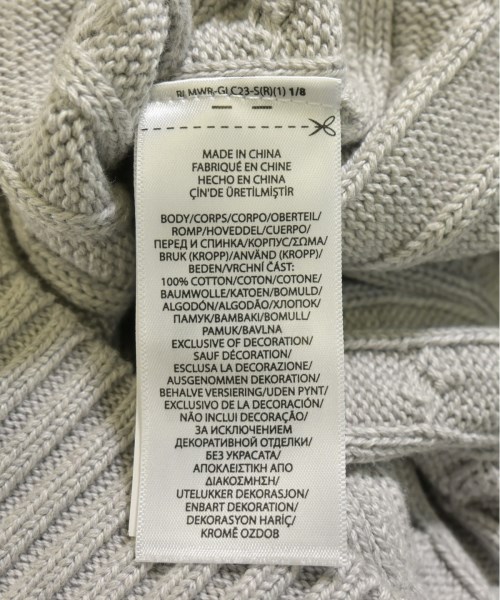 RLMWR-GLC23-S(R)(1) 1/8
MADE IN CHINA
FABRIQUÉ EN CHINE
HECHO EN CHINA
ÇİN'DE ÜRETİLMİŞTİR
BODY/CORPS/CORPO/OBERTEIL/
ROMP/HOVEDDEL/CUERPO/
ПЕРЕД И СПИНКА/КОРПУС/ΣΩΜΑ/
BRUK (KROPP)/ANVÄND (KROPP)/
BEDEN/VRCHNÍ ČÁST:
100% COTTON/COTON/COTONE/
BAUMWOLLE/KATOEN/BOMULD/
ALGODÓN/ALGODÃO/ХЛОПОК/
ПАМУК/ΒΑΜΒΑΚΙ/BOMULL/
PAMUK/BAVLNA
EXCLUSIVE OF DECORATION/
SAUF DÉCORATION/
ESCLUSA LA DECORAZIONE/
AUSGENOMMEN DEKORATION/
BEHALVE VERSIERING/UDEN PYNT/
EXCLUSIVO DE LA DECORACIÓN/
NÃO INCLUI DECORAÇÃO/
ЗА ИСКЛЮЧЕНИЕМ
ДЕКОРАТИВНОЙ ОТДЕЛКИ/
БЕЗ УКРАСАТА/
ΑΠΟΚΛΕΙΣΤΙΚΗ ΑΠΟ
ΔΙΑΚΟΣΜΗΣΗ/
UTELUKKER DEKORASJON/
ENBART DEKORATION/
DEKORASYON HARİÇ/
KROMĚ OZDOB